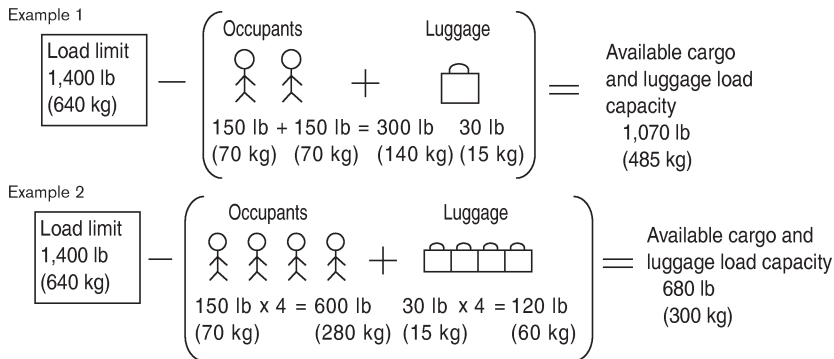 Example 1
Load limit
1,400 lb
(640 kg)
—
Occupants
+
Luggage
150 lb + 150 lb = 300 lb 30 lb
(70 kg) (70 kg) (140 kg) (15 kg)
=
Available cargo
and luggage load
capacity
1,070 lb
(485 kg)
Example 2
Load limit
1,400 lb
(640 kg)
—
Occupants
+
Luggage
150 lb x 4 = 600 lb 30 lb x 4 = 120 lb
(70 kg) (280 kg) (15 kg) (60 kg)
=
Available cargo and
luggage load capacity
680 lb
(300 kg)